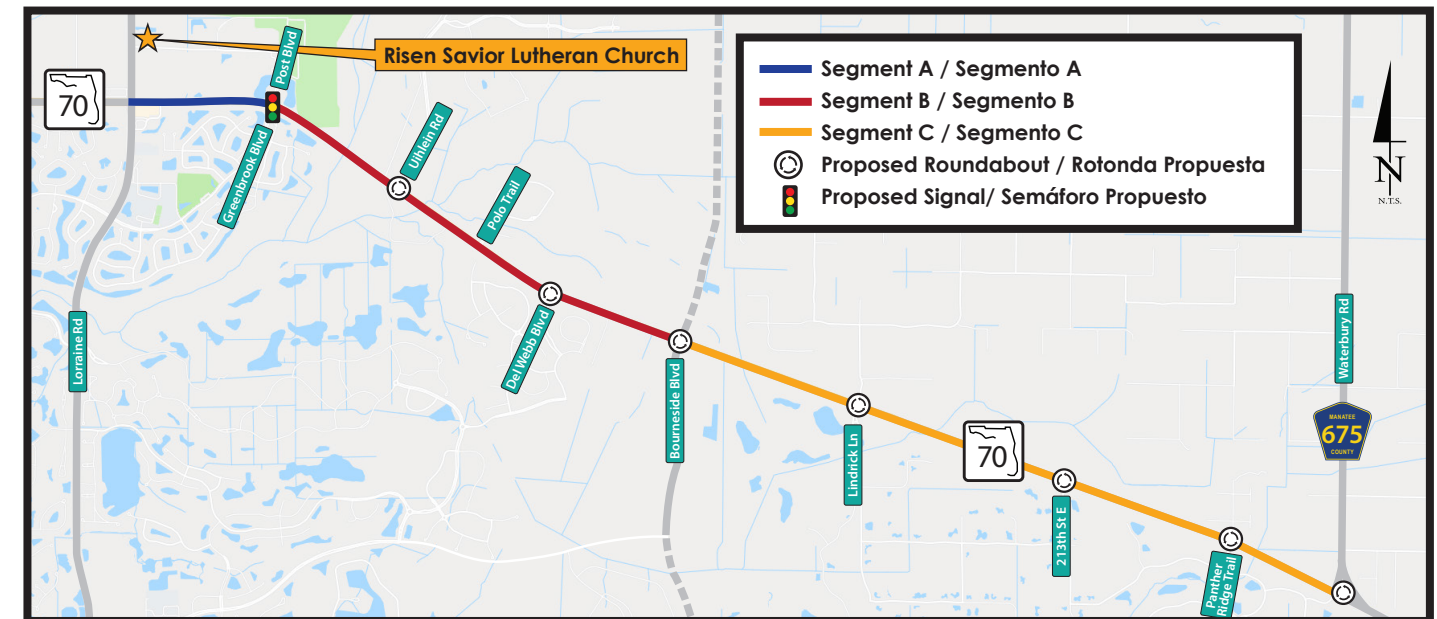 Risen Savior Lutheran Church
Post Blvd
70
Greenbrook Blvd
Uihlein Rd
Polo Trail
Lorraine Rd
Del Webb Blvd
Bourneside Blvd
Segment A / Segmento A
Segment B / Segmento B
Segment C / Segmento C
Proposed Roundabout / Rotonda Propuesta
Proposed Signal/ Semáforo Propuesto
N
N.T.S.
Waterbury Rd
MANATEE
675
COUNTY
Lindrick Ln
70
213th St E
Panther
Ridge Trail